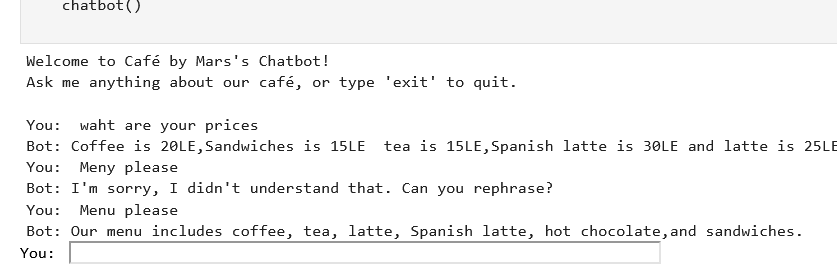 chatbot()
Welcome to Café by Mars's Chatbot!
Ask me anything about our café, or type 'exit' to quit.
You:  waht are your prices
Bot: Coffee is 20LE,Sandwiches is 15LE  tea is 15LE,Spanish latte is 30LE and latte is 25LE
You:  Meny please
Bot: I'm sorry, I didn't understand that. Can you rephrase?
You:  Menu please
Bot: Our menu includes coffee, tea, latte, Spanish latte, hot chocolate,and sandwiches.
You: